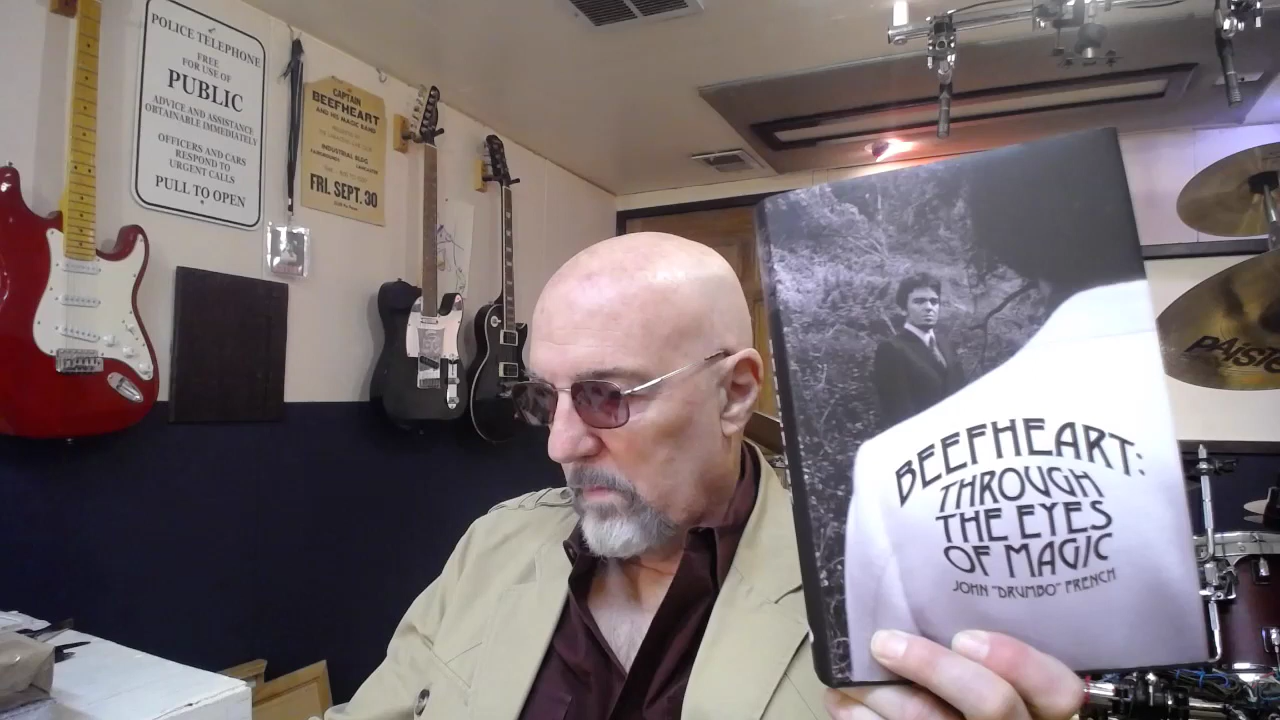 POLICE TELEPHONE
FREE
FOR USE OF
PUBLIC
ADVICE AND ASSISTANCE
OBTAINABLE IMMEDIATELY
OFFICERS AND CARS
RESPOND TO
URGENT CALLS
PULL TO OPEN
CAPTAIN
BEEFHEART
AND HIS MAGIC BAND
INDUSTRIAL BLDG
FAIRGROUNDS LANCASTER
FRI. SEPT. 30
BEEFHEART:
THROUGH
THE EYES
OF MAGIC
JOHN "DRUMBO" FRENCH
PAiSTe